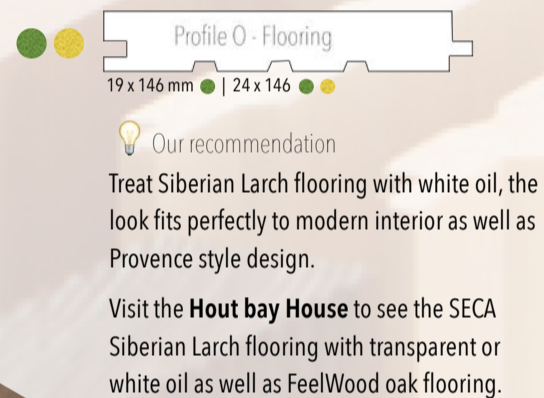 Profile O - Flooring
19 x 146 mm | 24 x 146
Our recommendation
Treat Siberian Larch flooring with white oil, the
look fits perfectly to modern interior as well as
Provence style design.
Visit the Hout bay House to see the SECA
Siberian Larch flooring with transparent or
white oil as well as FeelWood oak flooring.